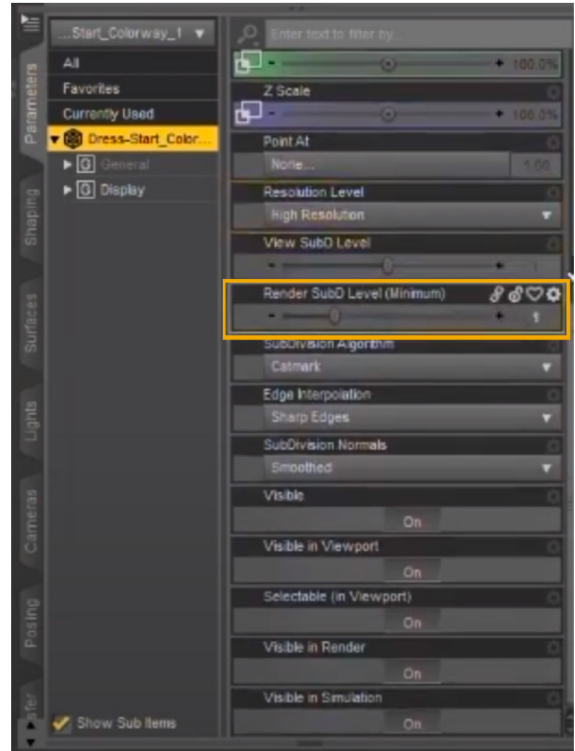 ...Start_Colorway_1
Enter text to filter by...
All
Favorites
Currently Used
Dress-Start_Color...
General
Display
Show Sub Items
Parameters
Shaping
Surfaces
Lights
Cameras
Posing
fer
- + 100.0%
Z Scale
- + 100.0%
Point At
None... 1.00
Resolution Level
High Resolution
View SubD Level
- + 1
Render SubD Level (Minimum)
- + 1
SubDivision Algorithm
Catmark
Edge Interpolation
Sharp Edges
SubDivision Normals
Smoothed
Visible
On
Visible in Viewport
On
Selectable (in Viewport)
On
Visible in Render
On
Visible in Simulation
On